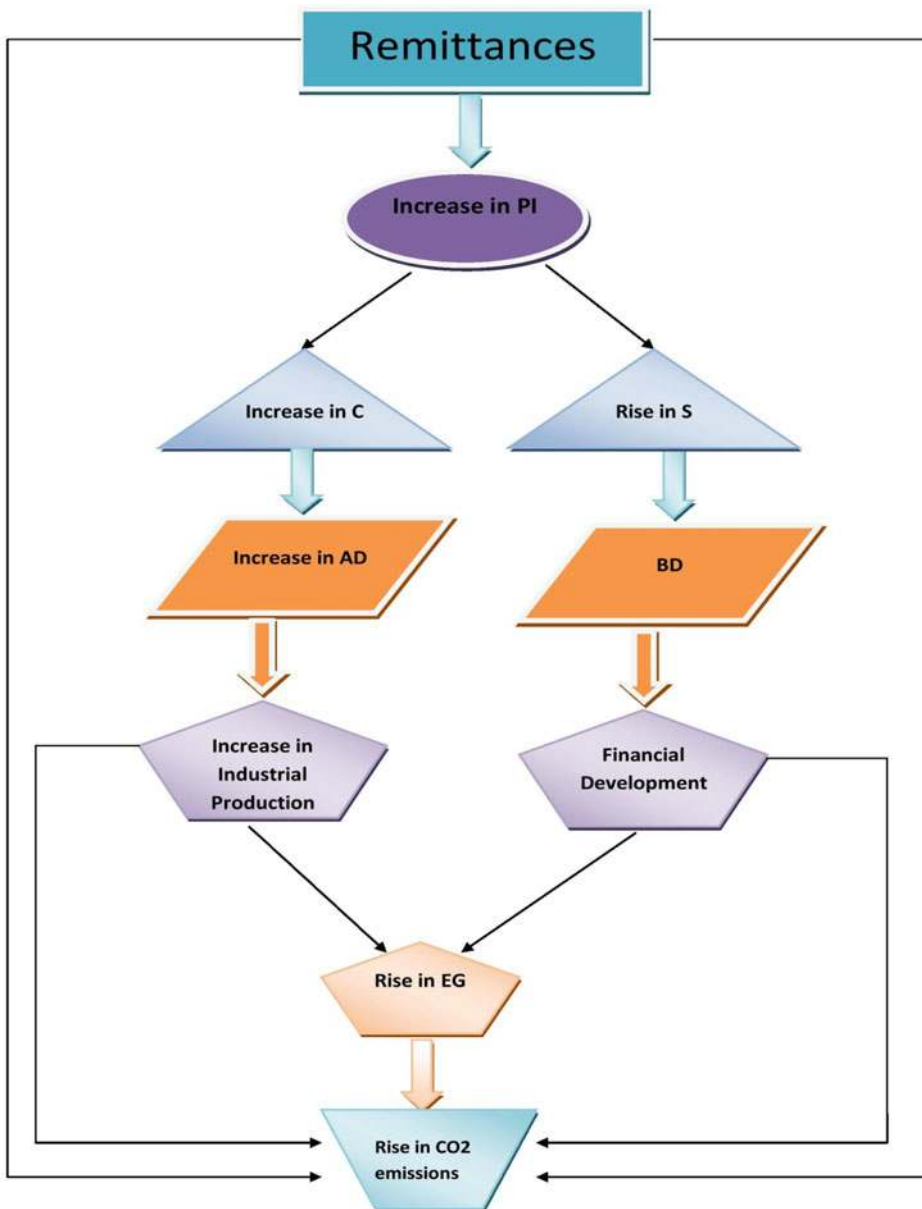 Remittances
Increase in PI
Increase in C
Rise in S
Increase in AD
BD
Increase in
Industrial
Production
Financial
Development
Rise in EG
Rise in CO2
emissions